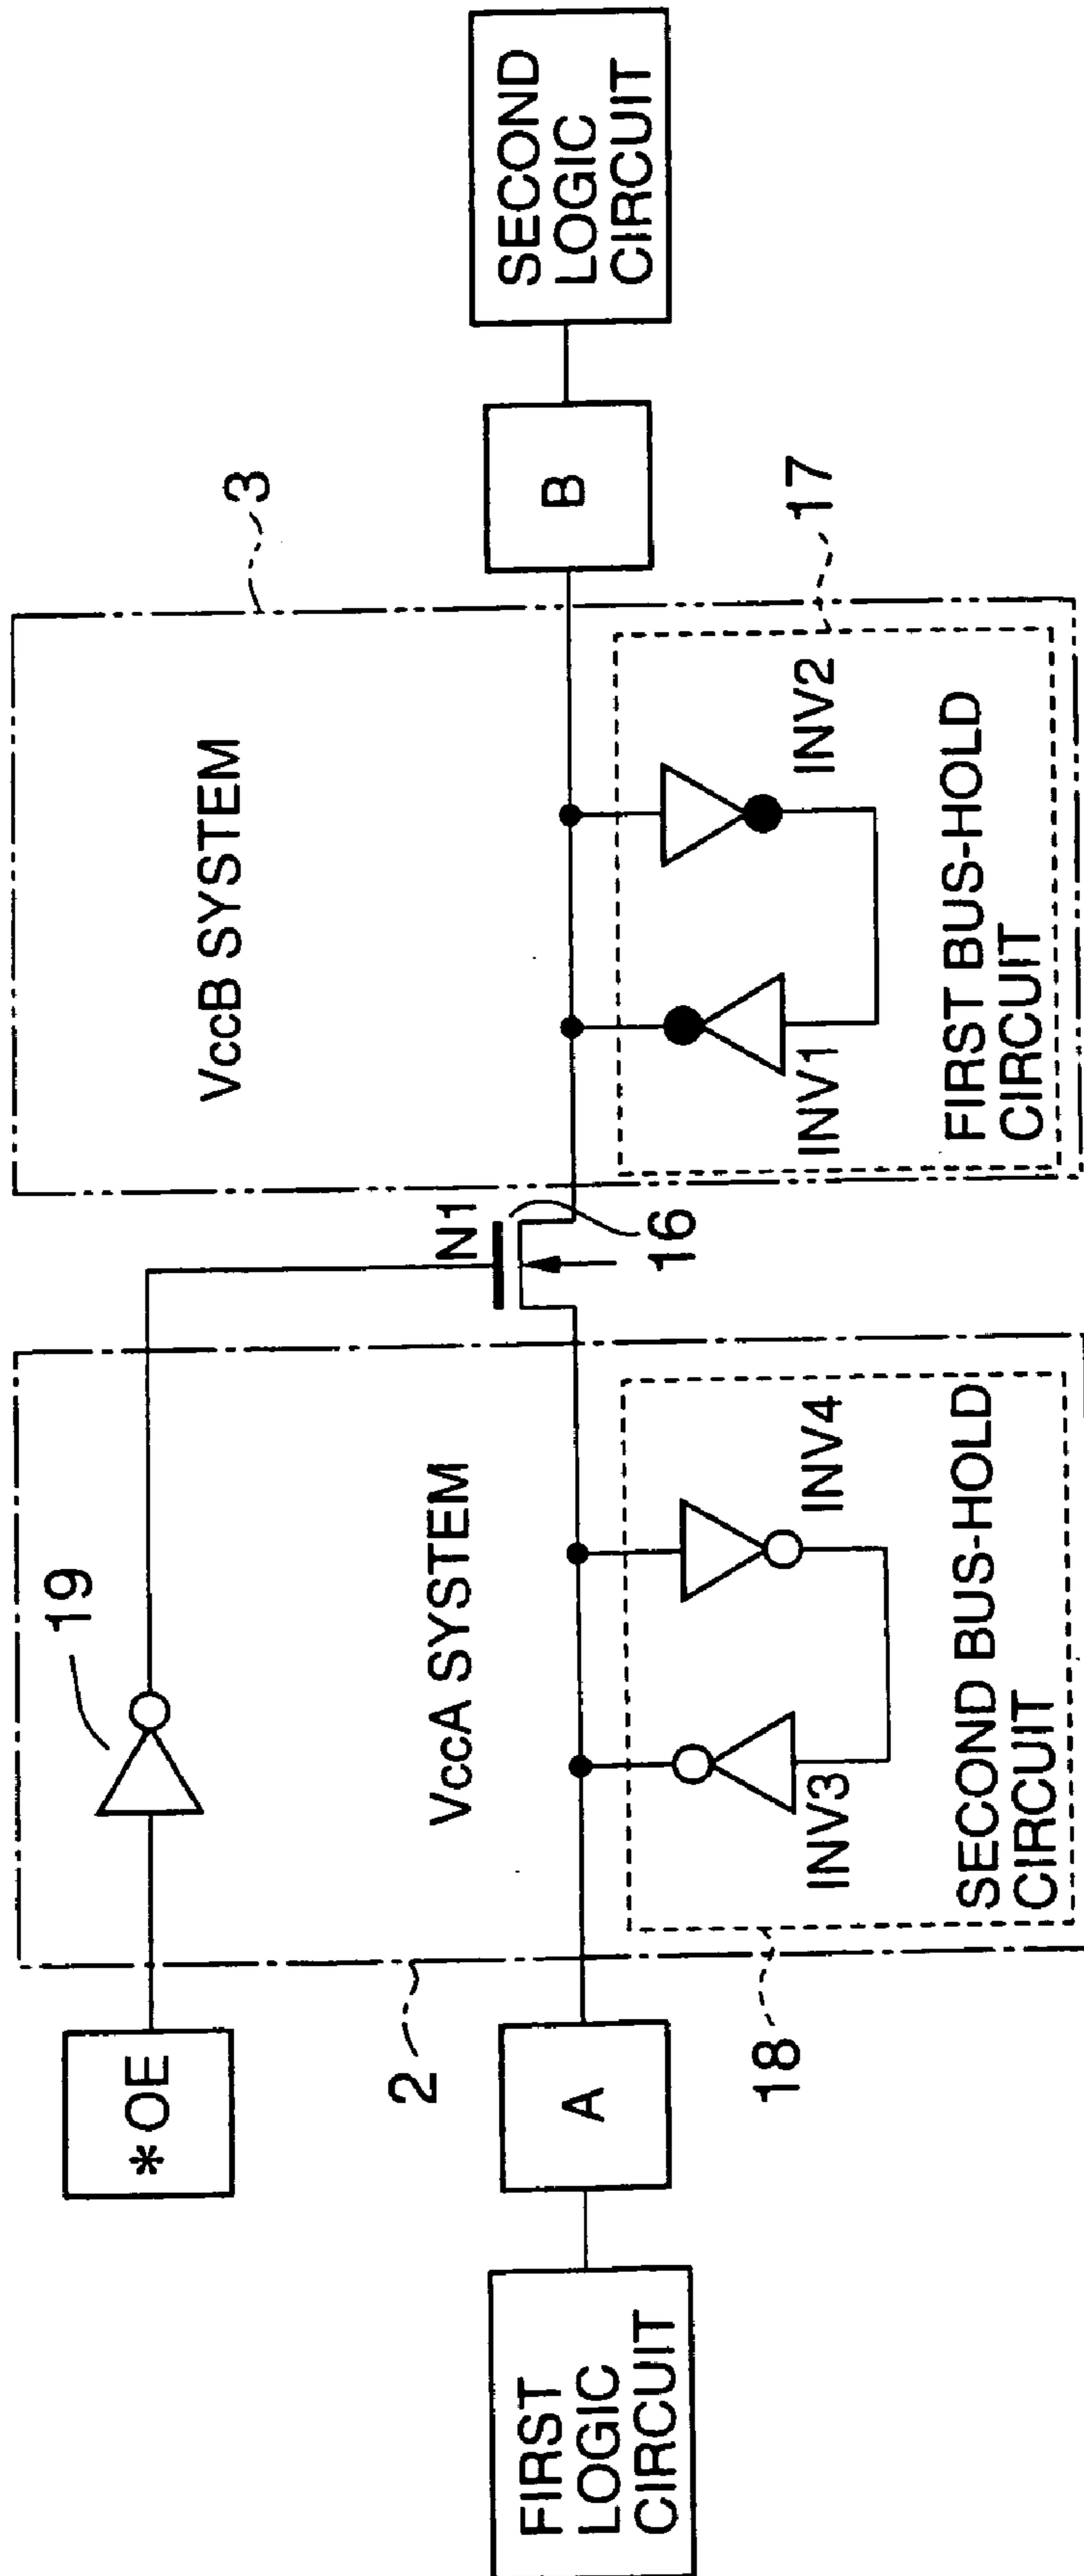 *OE
19
VccA SYSTEM
2
N1
16
VccB SYSTEM
3
FIRST
LOGIC
CIRCUIT
A
B
SECOND
LOGIC
CIRCUIT
INV3
INV4
SECOND BUS-HOLD
CIRCUIT
18
INV1
INV2
FIRST BUS-HOLD
CIRCUIT
17